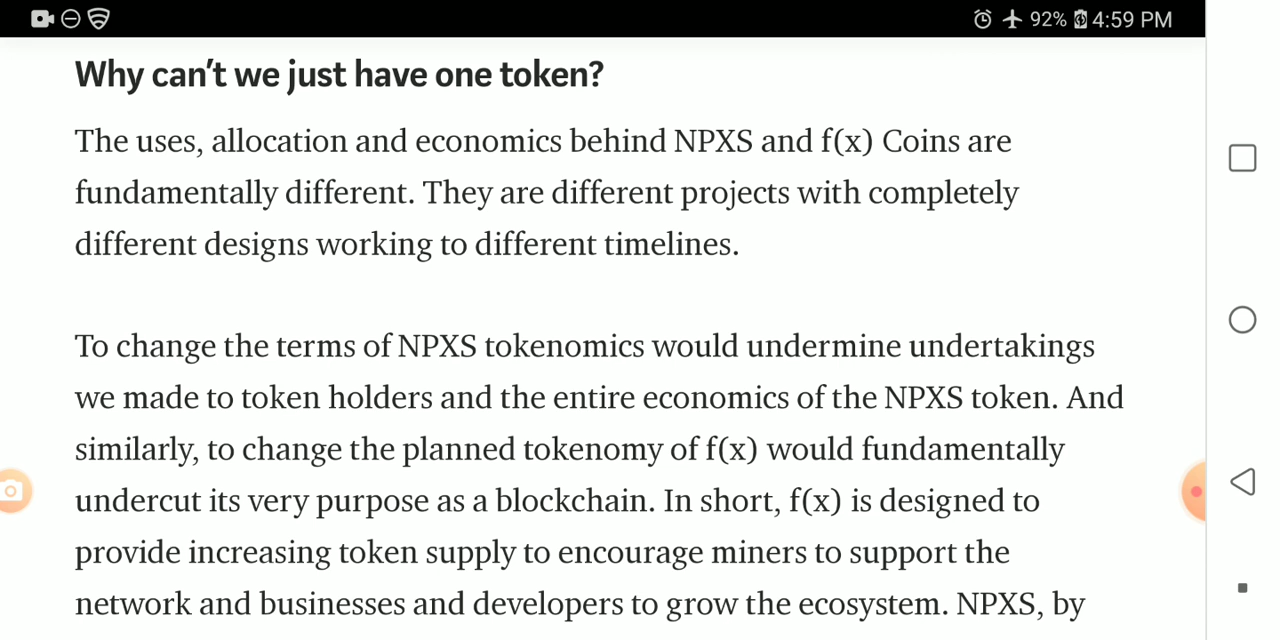 92% 4:59 PM
Why can't we just have one token?
The uses, allocation and economics behind NPXS and f(x) Coins are
fundamentally different. They are different projects with completely
different designs working to different timelines.
To change the terms of NPXS tokenomics would undermine undertakings
we made to token holders and the entire economics of the NPXS token. And
similarly, to change the planned tokenomy of f(x) would fundamentally
undercut its very purpose as a blockchain. In short, f(x) is designed to
provide increasing token supply to encourage miners to support the
network and businesses and developers to grow the ecosystem. NPXS, by